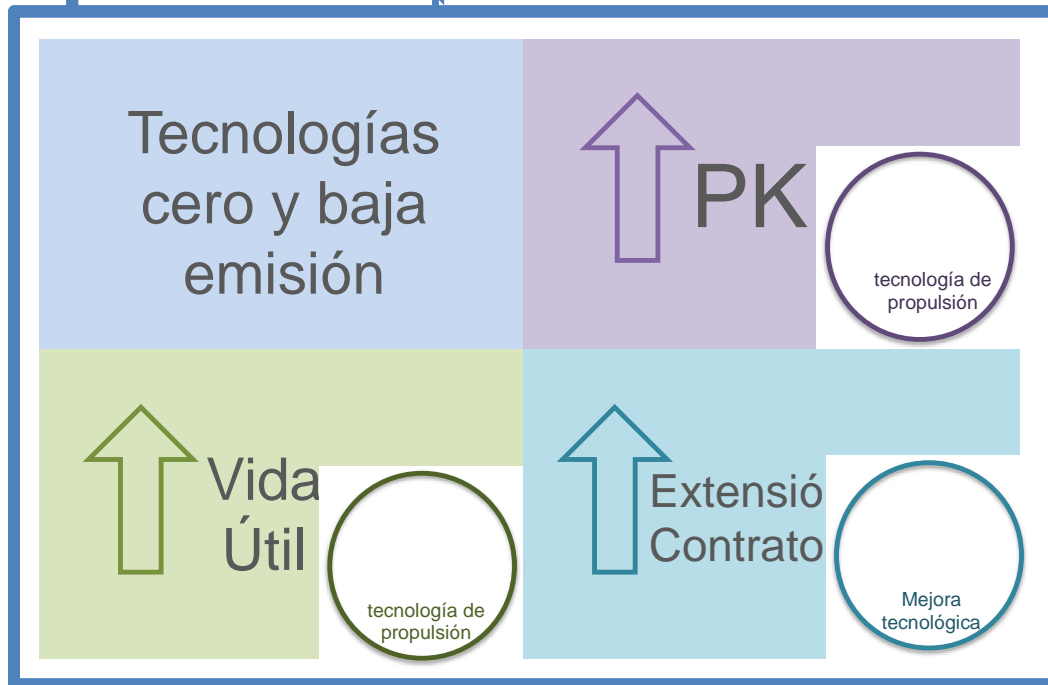 Tecnologías
cero y baja
emisión
PK
tecnología de
propulsión
Vida
Útil
tecnología de
propulsión
Extensió
Contrato
Mejora
tecnológica